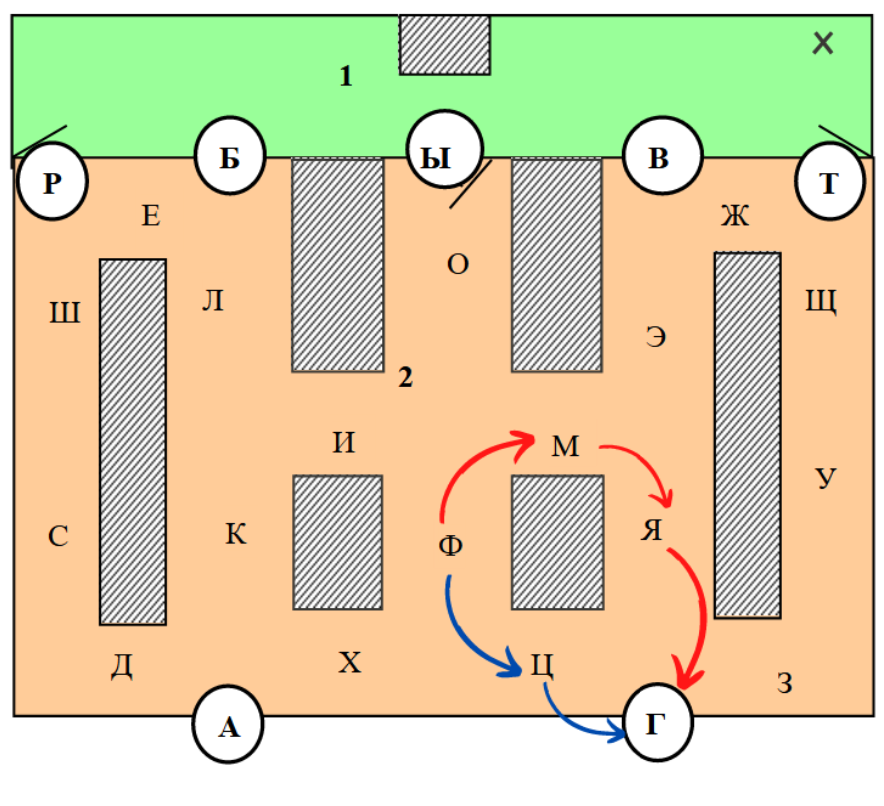 1
Р Б Ы В Т
Е О Ж
Ш Л Э Щ
2
И М У
С К Ф Я
Д Х Ц З
А Г